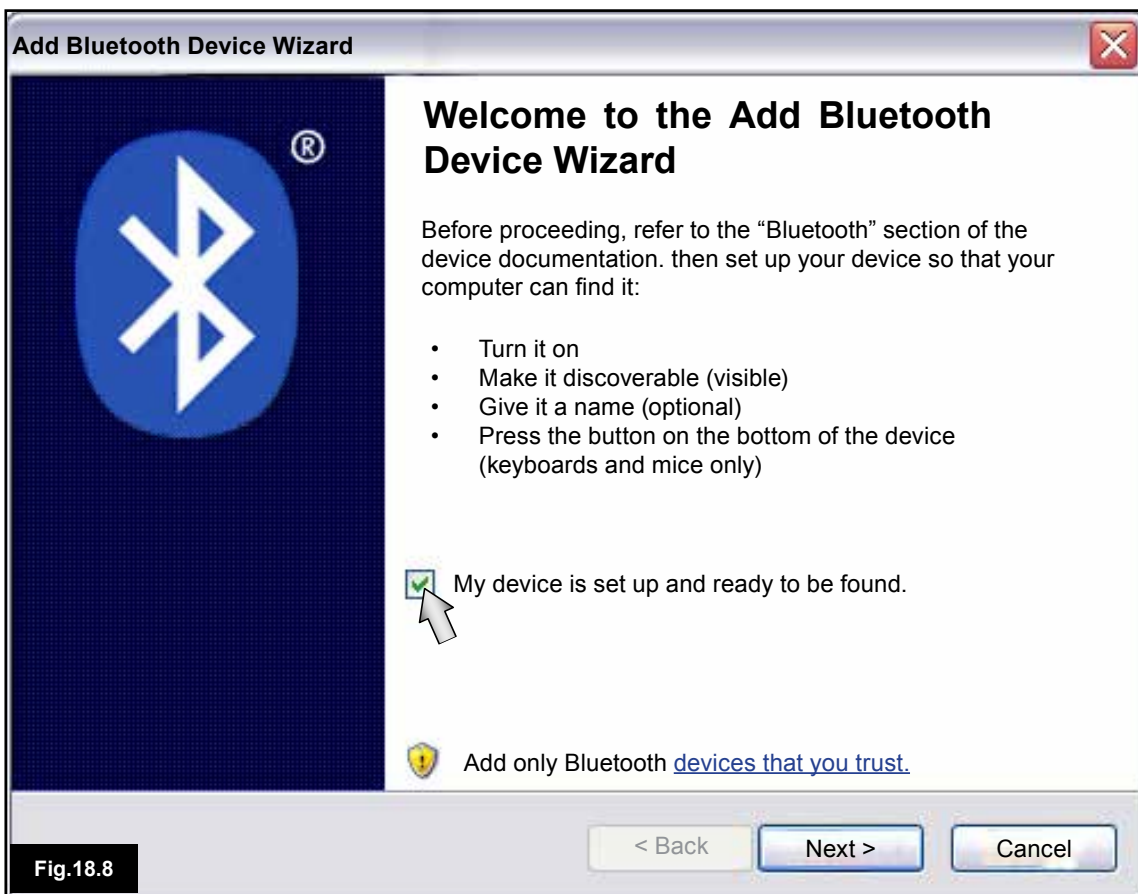 Add Bluetooth Device Wizard
®
Welcome to the Add Bluetooth
Device Wizard
Before proceeding, refer to the “Bluetooth” section of the
device documentation. then set up your device so that your
computer can find it:
• Turn it on
• Make it discoverable (visible)
• Give it a name (optional)
• Press the button on the bottom of the device
(keyboards and mice only)
My device is set up and ready to be found.
Add only Bluetooth devices that you trust.
< Back Next > Cancel
Fig.18.8